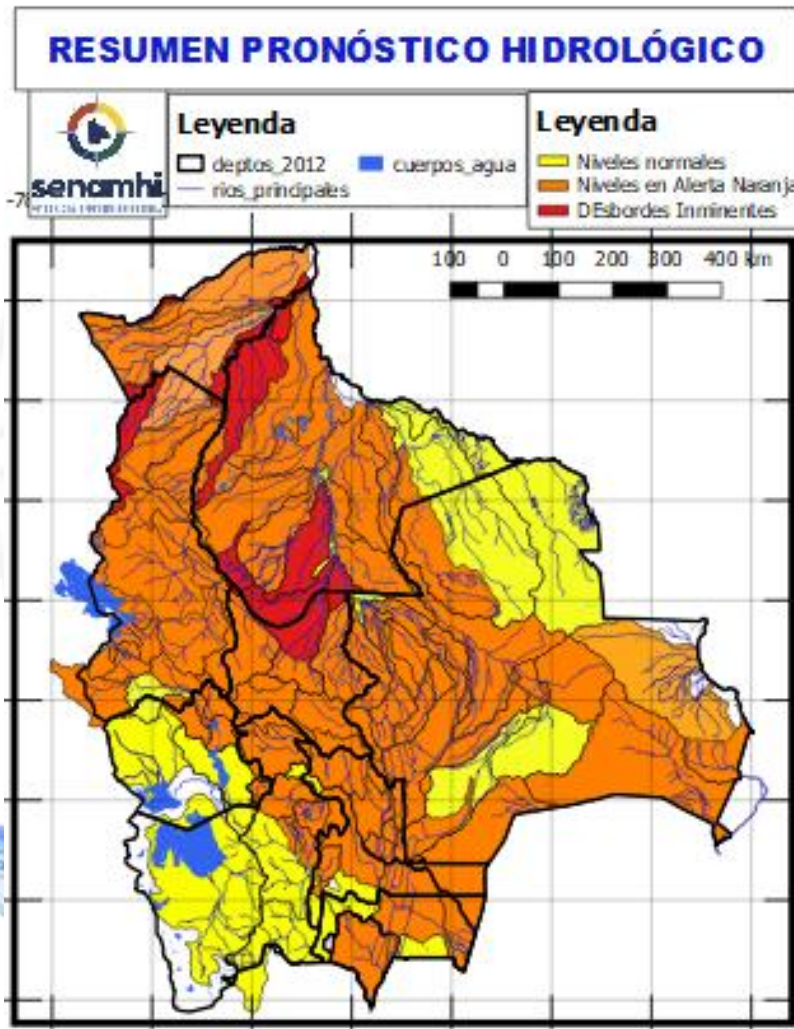 RESUMEN PRONÓSTICO HIDROLÓGICO
senamhi
Leyenda
deptos_2012
cuerpos_agua
rios_principales
Leyenda
Niveles normales
Niveles en Alerta Naranja
DEsbordes Inminentes
100 0 100 200 300 400 km